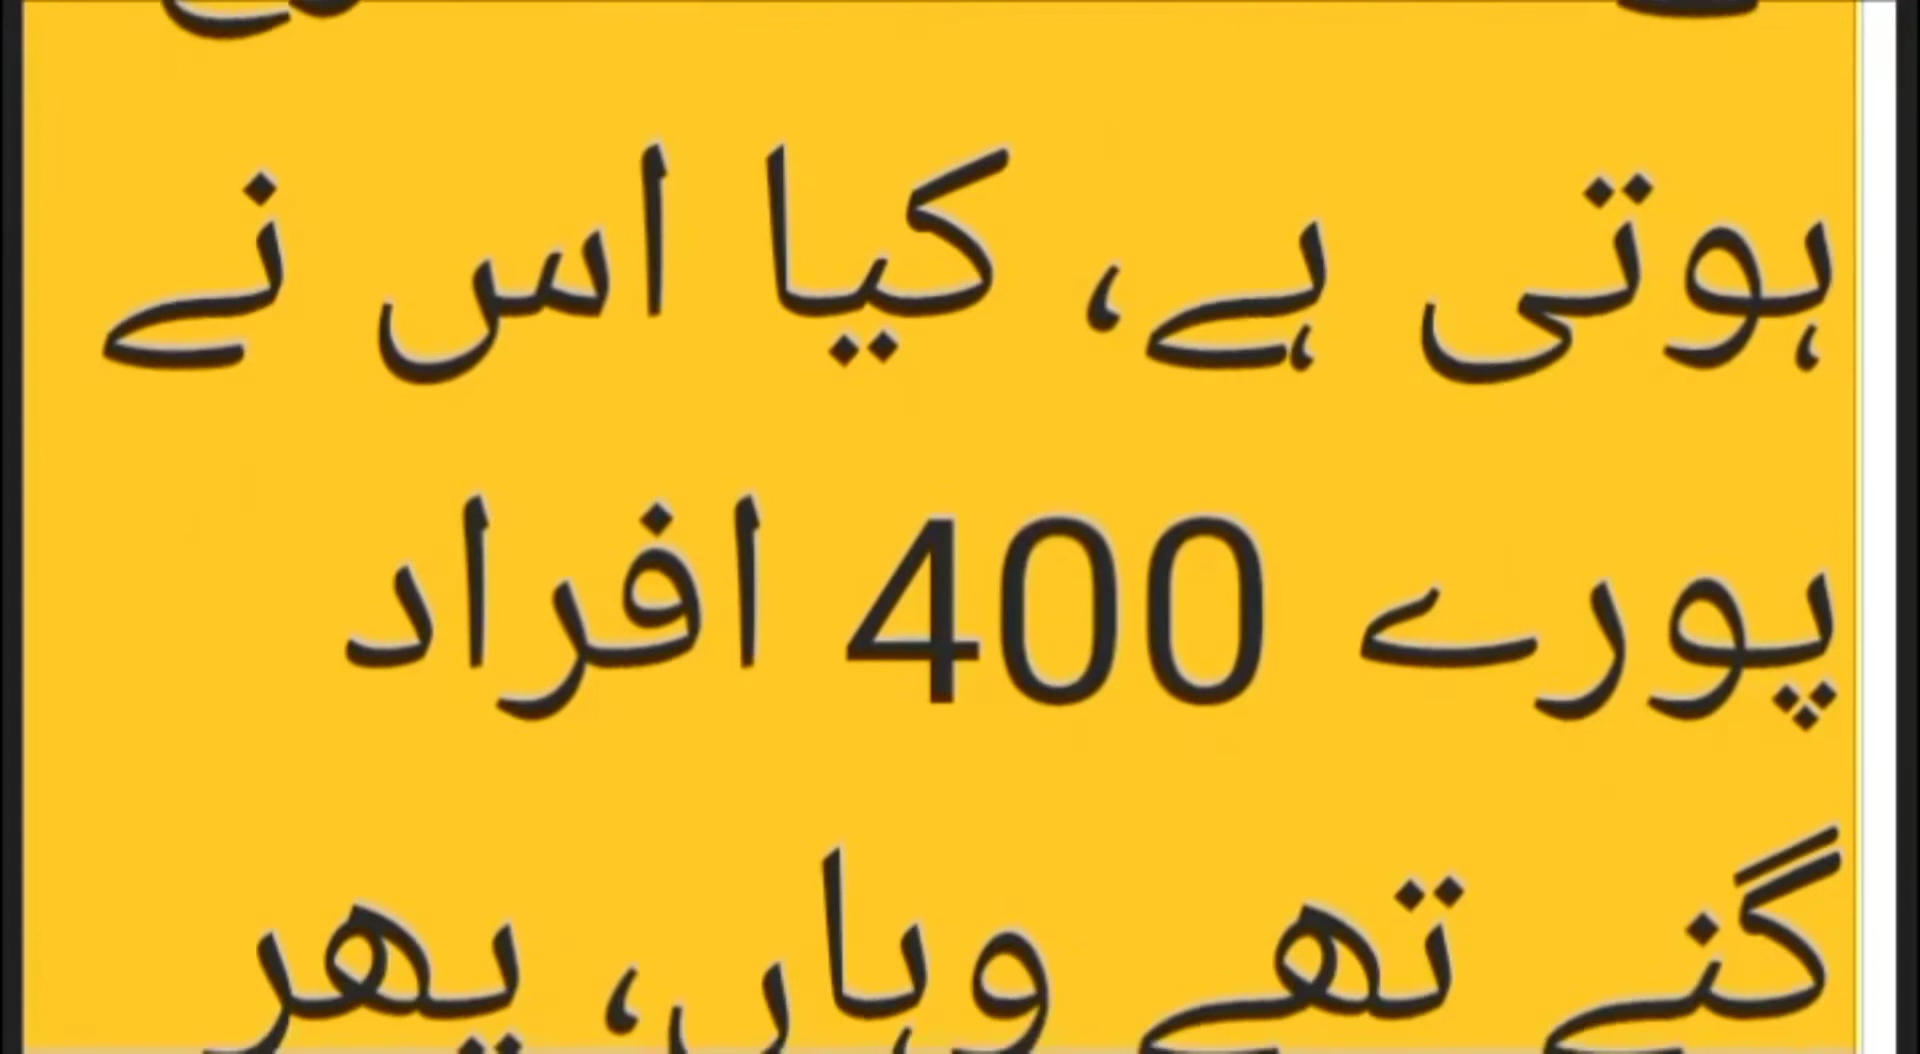 ہوتی ہے، کیا اس نے
پورے 400 افراد
گنے تھے وہاں، پھر